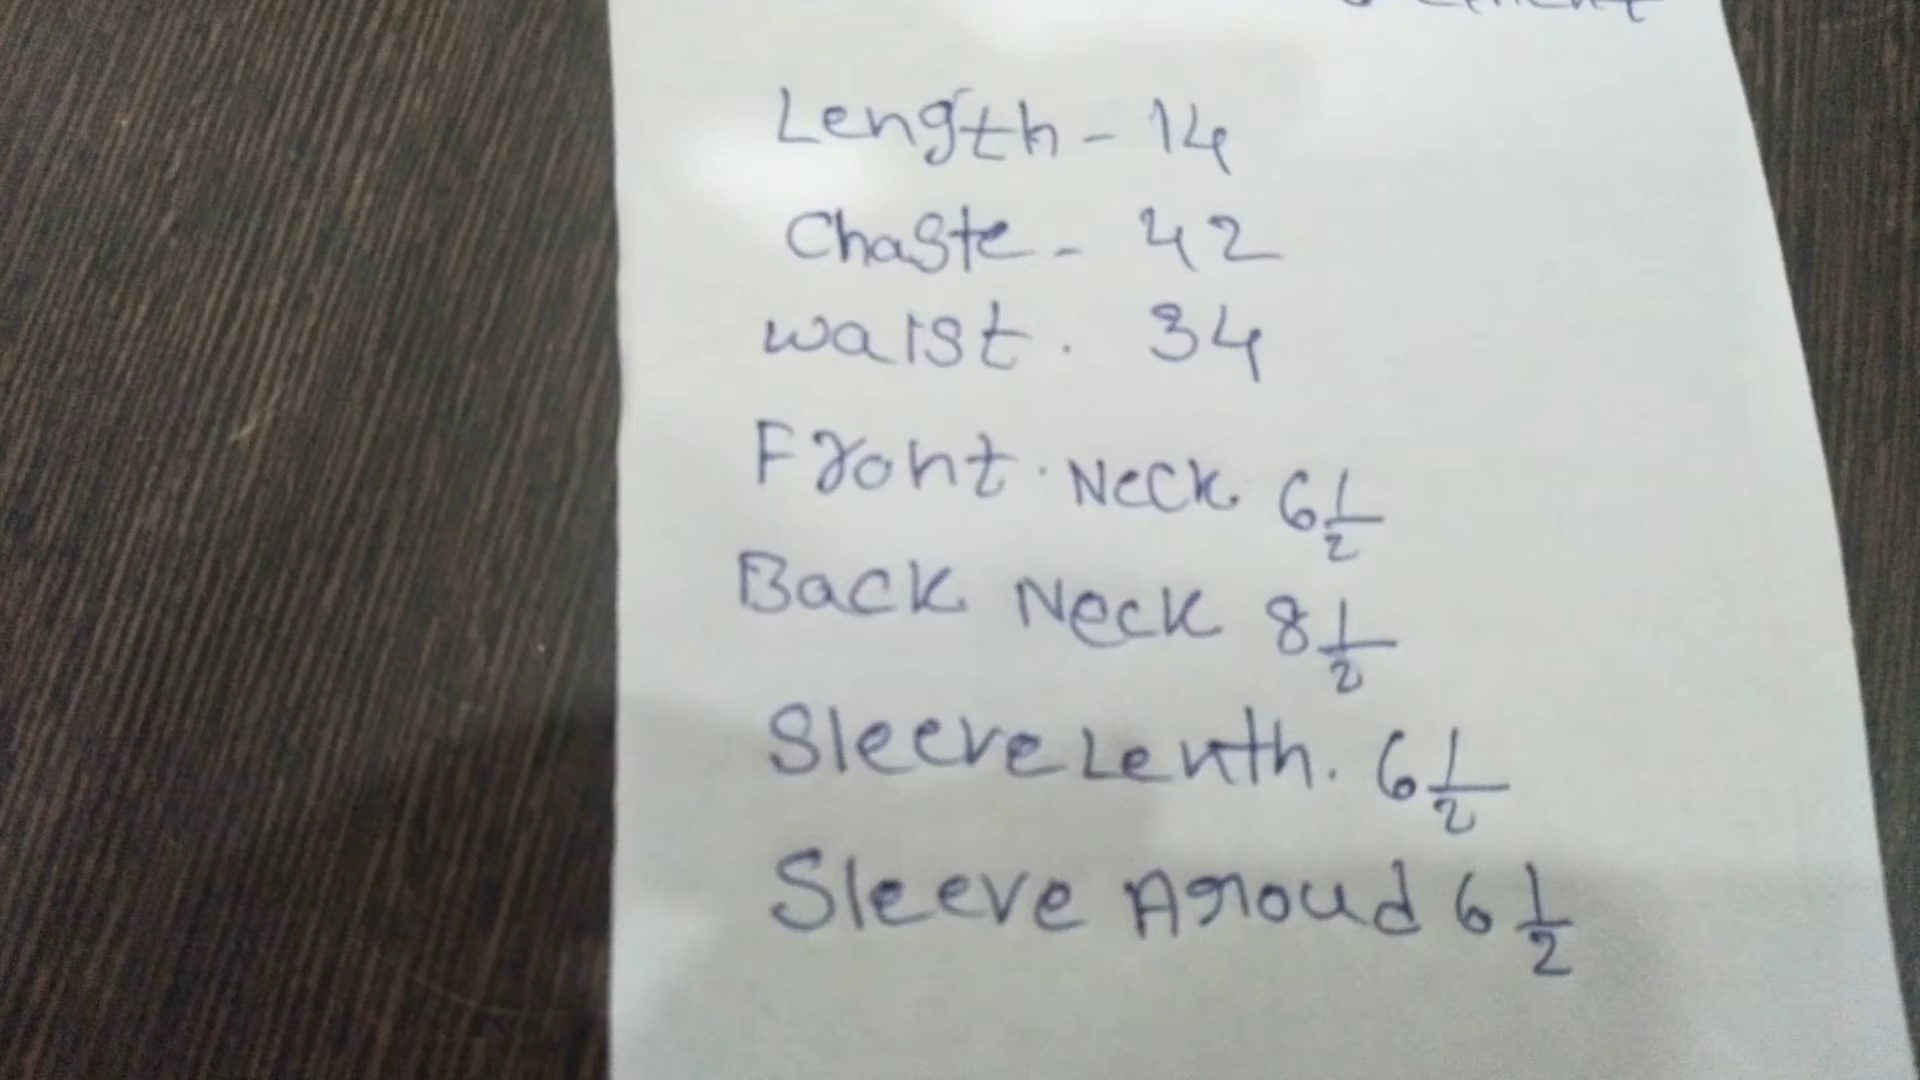 Length - 14
Chaste - 42
waist . 34
Front . Neck 6 1/2
Back Neck 8 1/2
Sleeve Lenth . 6 1/2
Sleeve Aroud 6 1/2